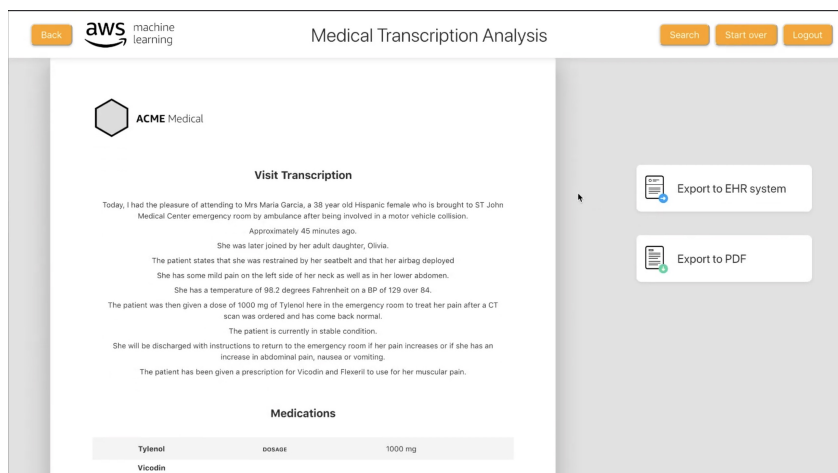 Back
aws machine learning
Medical Transcription Analysis
Search
Start over
Logout
ACME Medical
Visit Transcription
Today, I had the pleasure of attending to Mrs Maria Garcia, a 38 year old Hispanic female who is brought to ST John
Medical Center emergency room by ambulance after being involved in a motor vehicle collision.
Approximately 45 minutes ago.
She was later joined by her adult daughter, Olivia.
The patient states that she was restrained by her seatbelt and that her airbag deployed
She has some mild pain on the left side of her neck as well as in her lower abdomen.
She has a temperature of 98.2 degrees Fahrenheit on a BP of 129 over 84.
The patient was then given a dose of 1000 mg of Tylenol here in the emergency room to treat her pain after a CT
scan was ordered and has come back normal.
The patient is currently in stable condition.
She will be discharged with instructions to return to the emergency room if her pain increases or if she has an
increase in abdominal pain, nausea or vomiting.
The patient has been given a prescription for Vicodin and Flexeril to use for her muscular pain.
Medications
Tylenol DOSAGE 1000 mg
Vicodin
Export to EHR system
Export to PDF